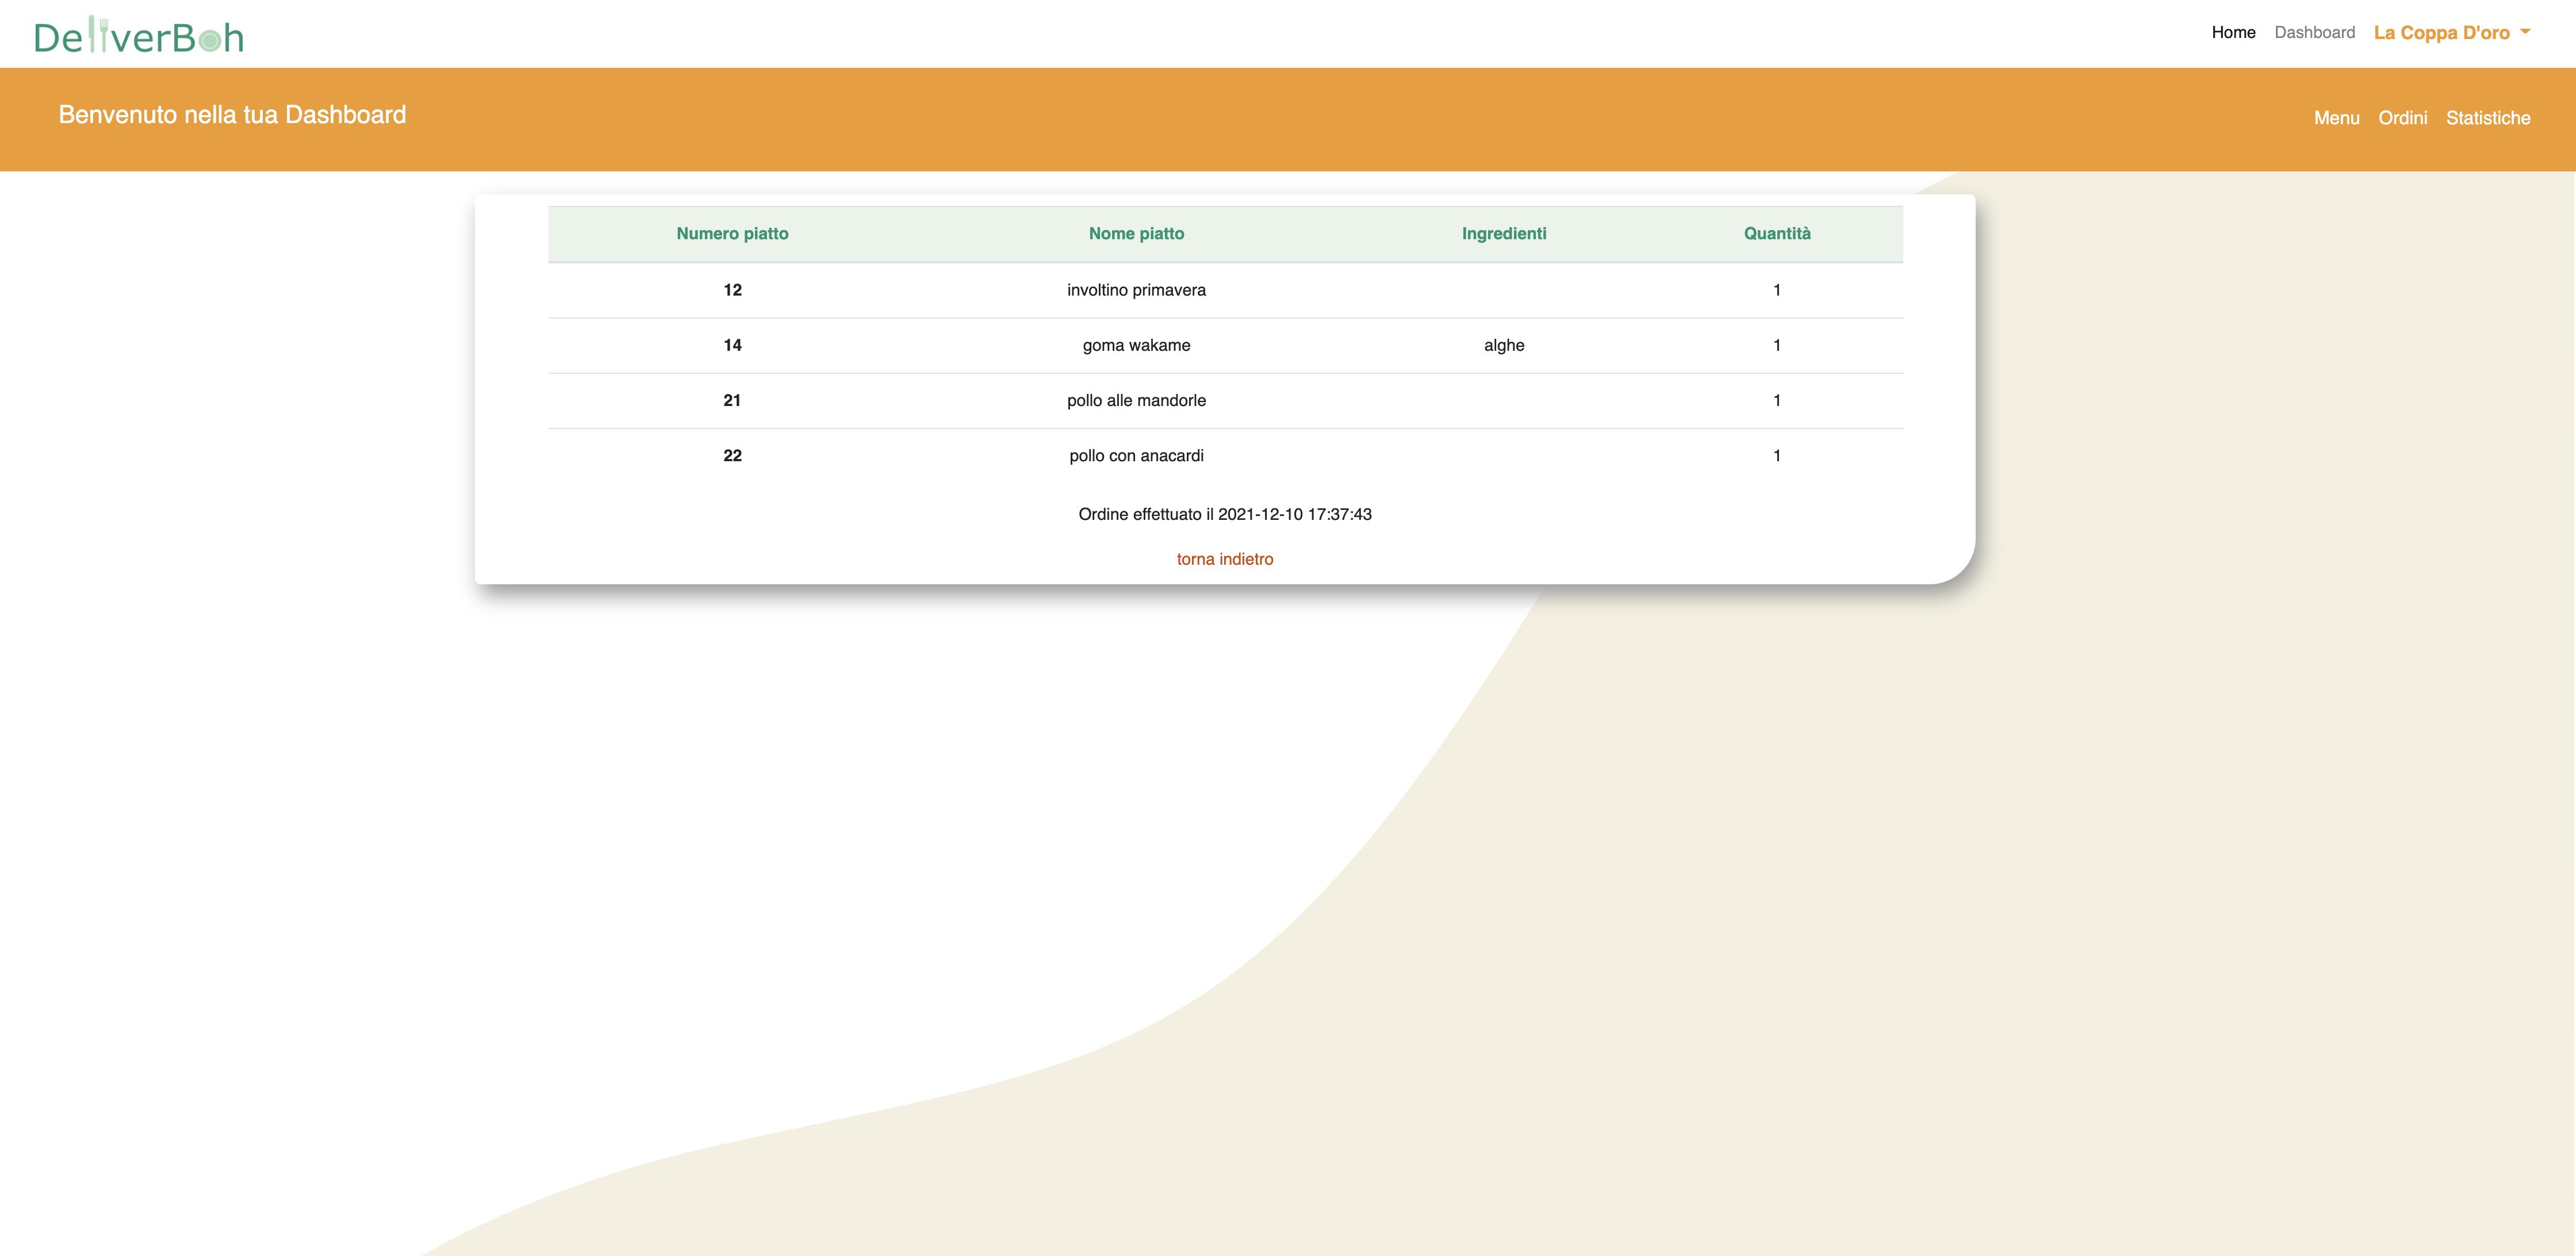 DeliverBoh
Home Dashboard La Coppa D'oro
Benvenuto nella tua Dashboard
Menu Ordini Statistiche
Numero piatto Nome piatto Ingredienti Quantità
12 involtino primavera 1
14 goma wakame alghe 1
21 pollo alle mandorle 1
22 pollo con anacardi 1
Ordine effettuato il 2021-12-10 17:37:43
torna indietro